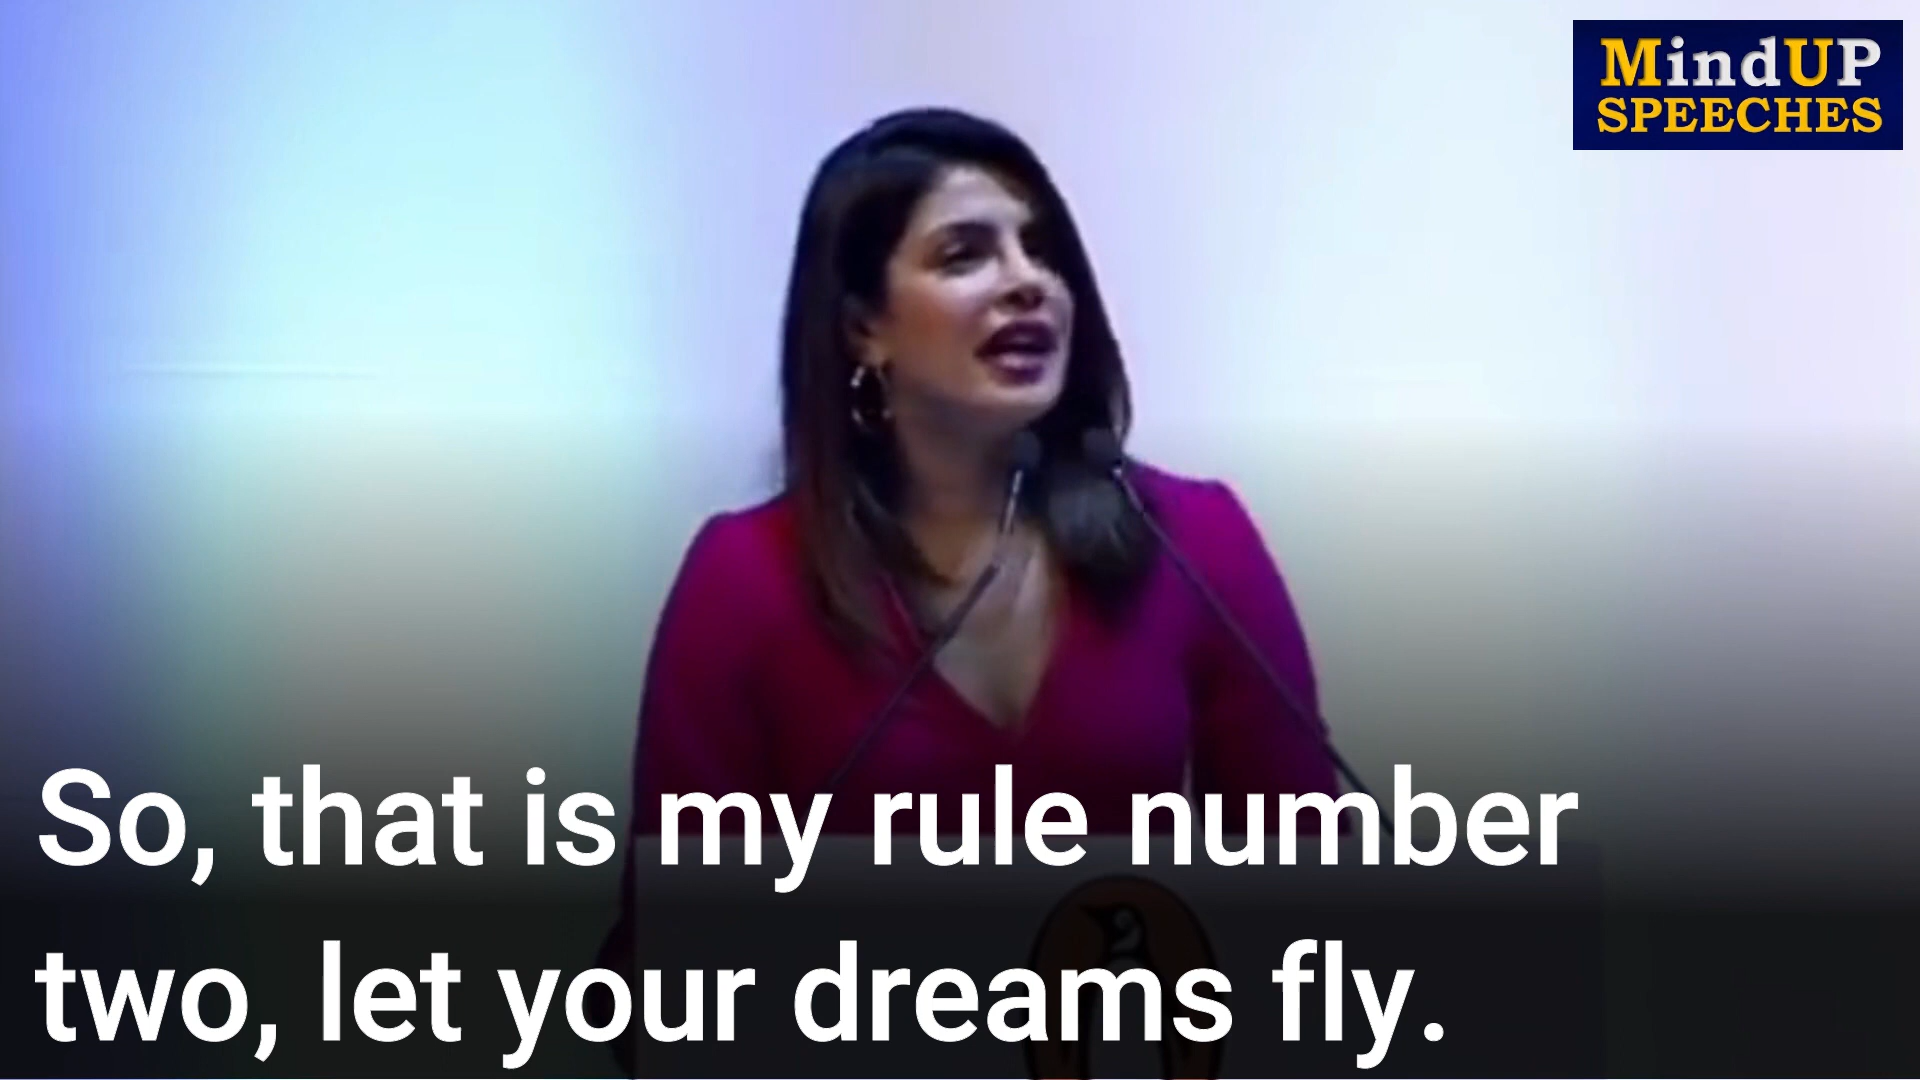 MindUP
SPEECHES
So, that is my rule number
two, let your dreams fly.